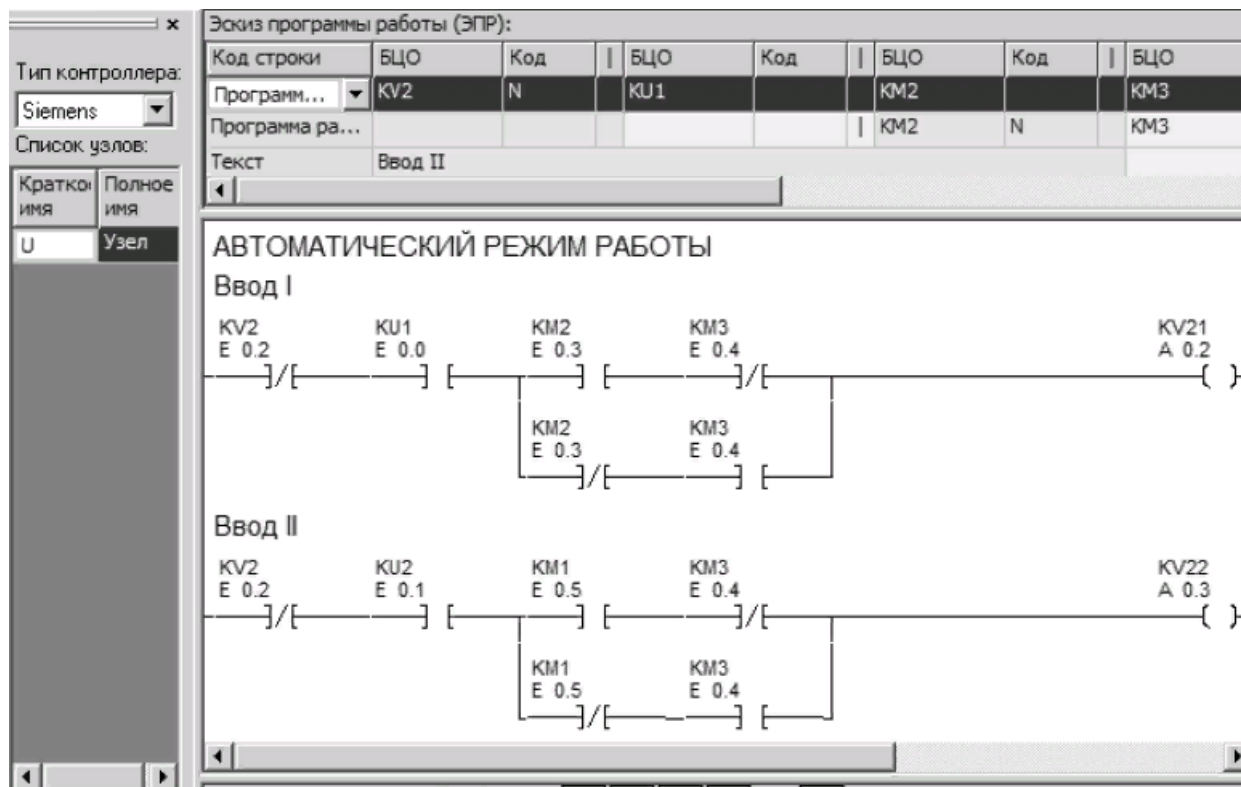 Эскиз программы работы (ЭПР):
Тип контроллера:
Siemens
Список узлов:
Кратко Полное
имя имя
U Узел
Код строки БЦО Код | БЦО Код | БЦО Код | БЦО
Программ... KV2 N KU1 KM2 KM3
Программа ра... | KM2 N KM3
Текст Ввод II
АВТОМАТИЧЕСКИЙ РЕЖИМ РАБОТЫ
Ввод I
KV2 KU1 KM2 KM3 KV21
E 0.2 E 0.0 E 0.3 E 0.4 A 0.2
KM2 KM3
E 0.3 E 0.4
Ввод II
KV2 KU2 KM1 KM3 KV22
E 0.2 E 0.1 E 0.5 E 0.4 A 0.3
KM1 KM3
E 0.5 E 0.4